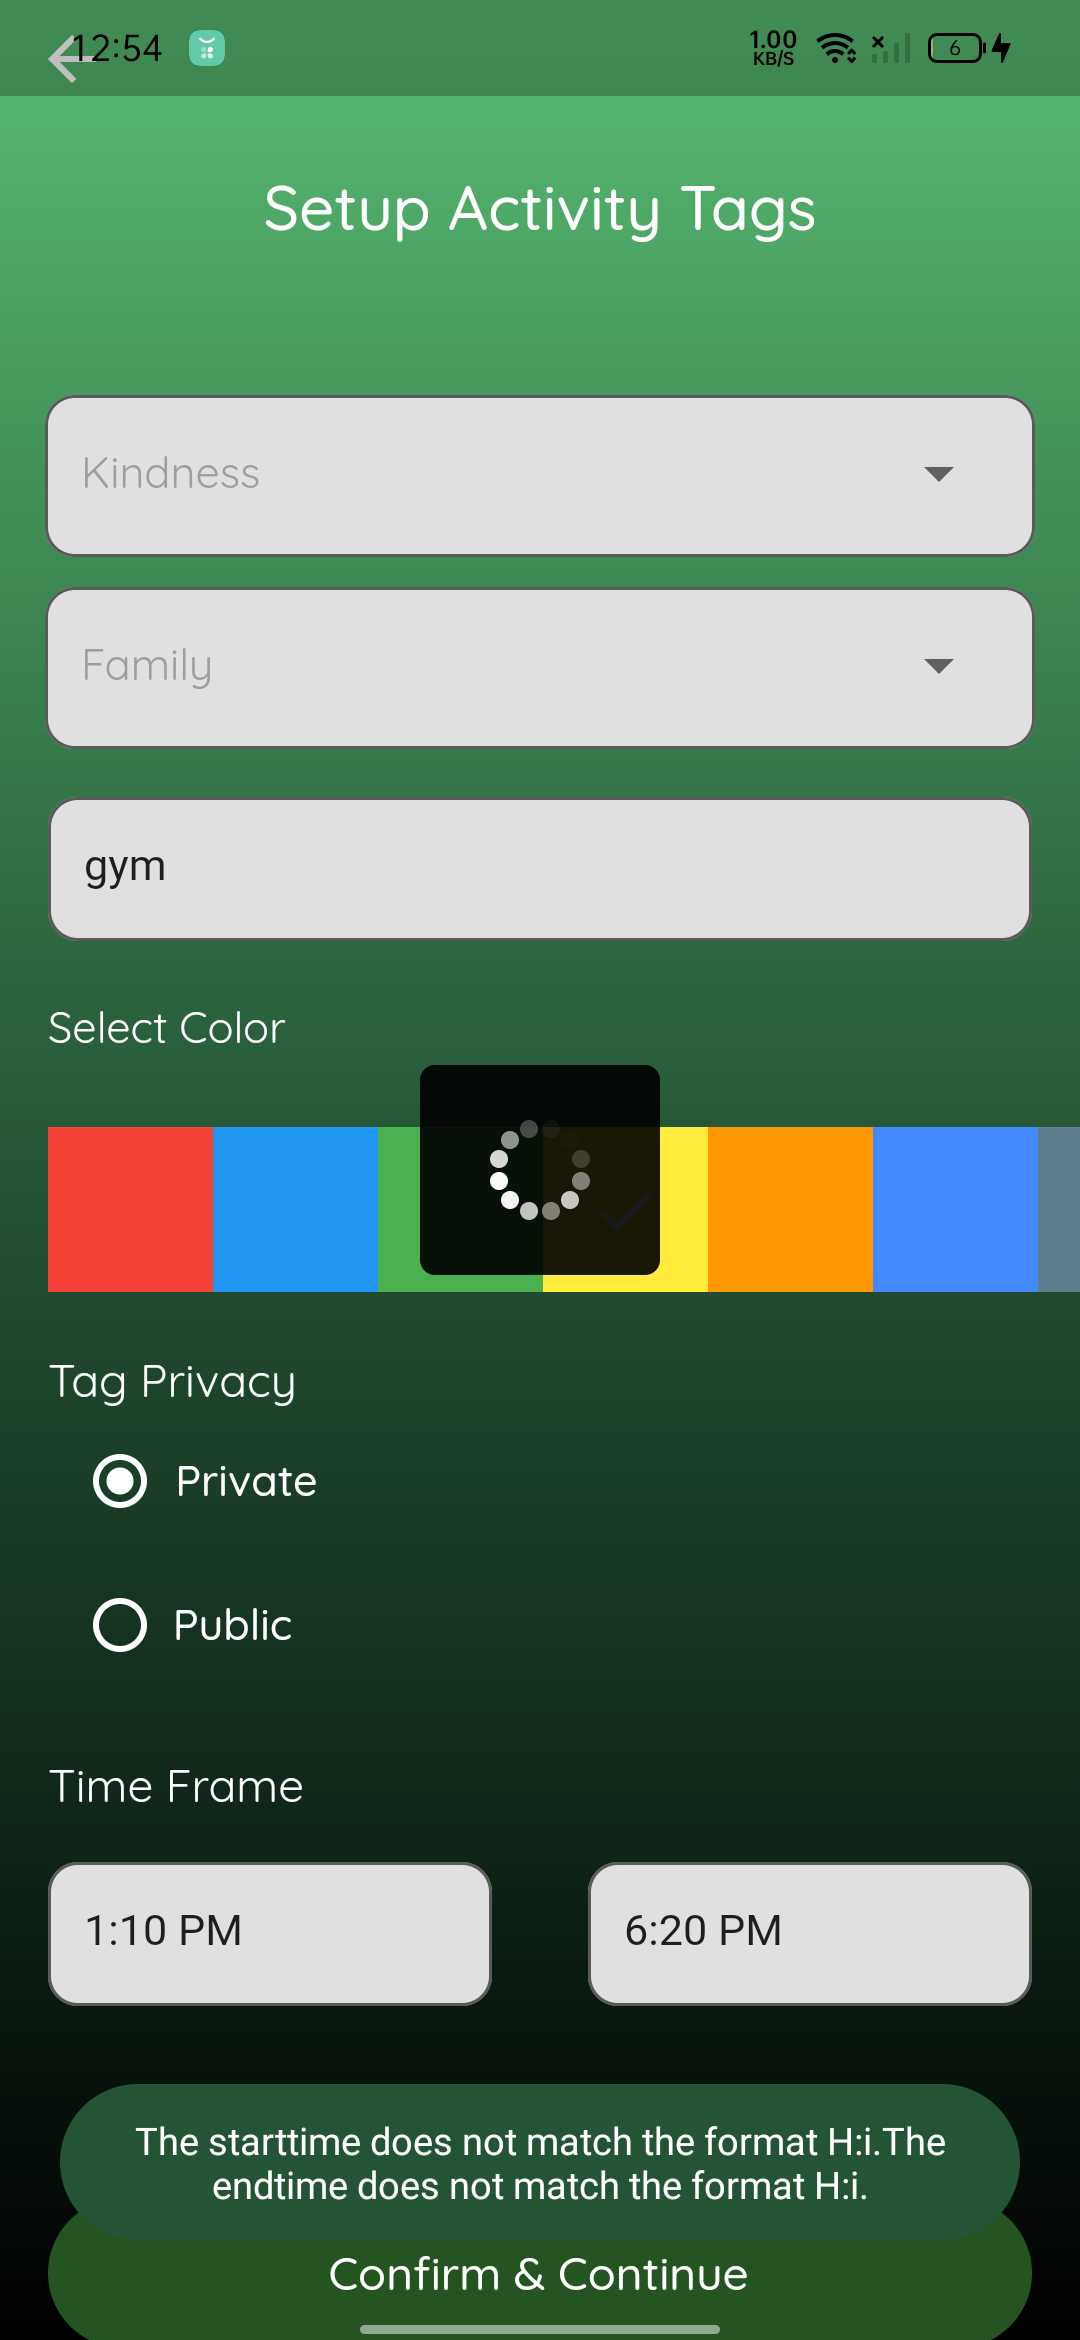 12:54
1.00
KB/S
6
Setup Activity Tags
Kindness
Family
gym
Select Color
Tag Privacy
Private
Public
Time Frame
1:10 PM
6:20 PM
The starttime does not match the format H:i.The
endtime does not match the format H:i.
Confirm & Continue